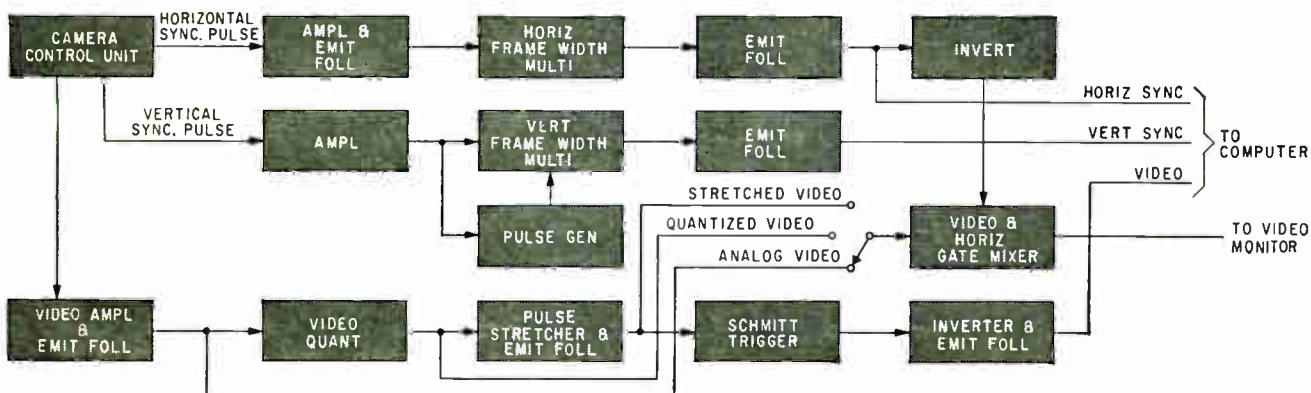 CAMERA
CONTROL UNIT
HORIZONTAL
SYNC. PULSE
AMPL &
EMIT
FOLL
HORIZ
FRAME WIDTH
MULTI
EMIT
FOLL
INVERT
HORIZ SYNC
VERTICAL
SYNC. PULSE
AMPL
VERT
FRAME WIDTH
MULTI
EMIT
FOLL
VERT SYNC
TO
COMPUTER
VIDEO
PULSE GEN
STRETCHED VIDEO
QUANTIZED VIDEO
ANALOG VIDEO
VIDEO &
HORIZ
GATE MIXER
TO VIDEO
MONITOR
VIDEO AMPL
&
EMIT FOLL
VIDEO
QUANT
PULSE
STRETCHER &
EMIT FOLL
SCHMITT
TRIGGER
INVERTER &
EMIT FOLL